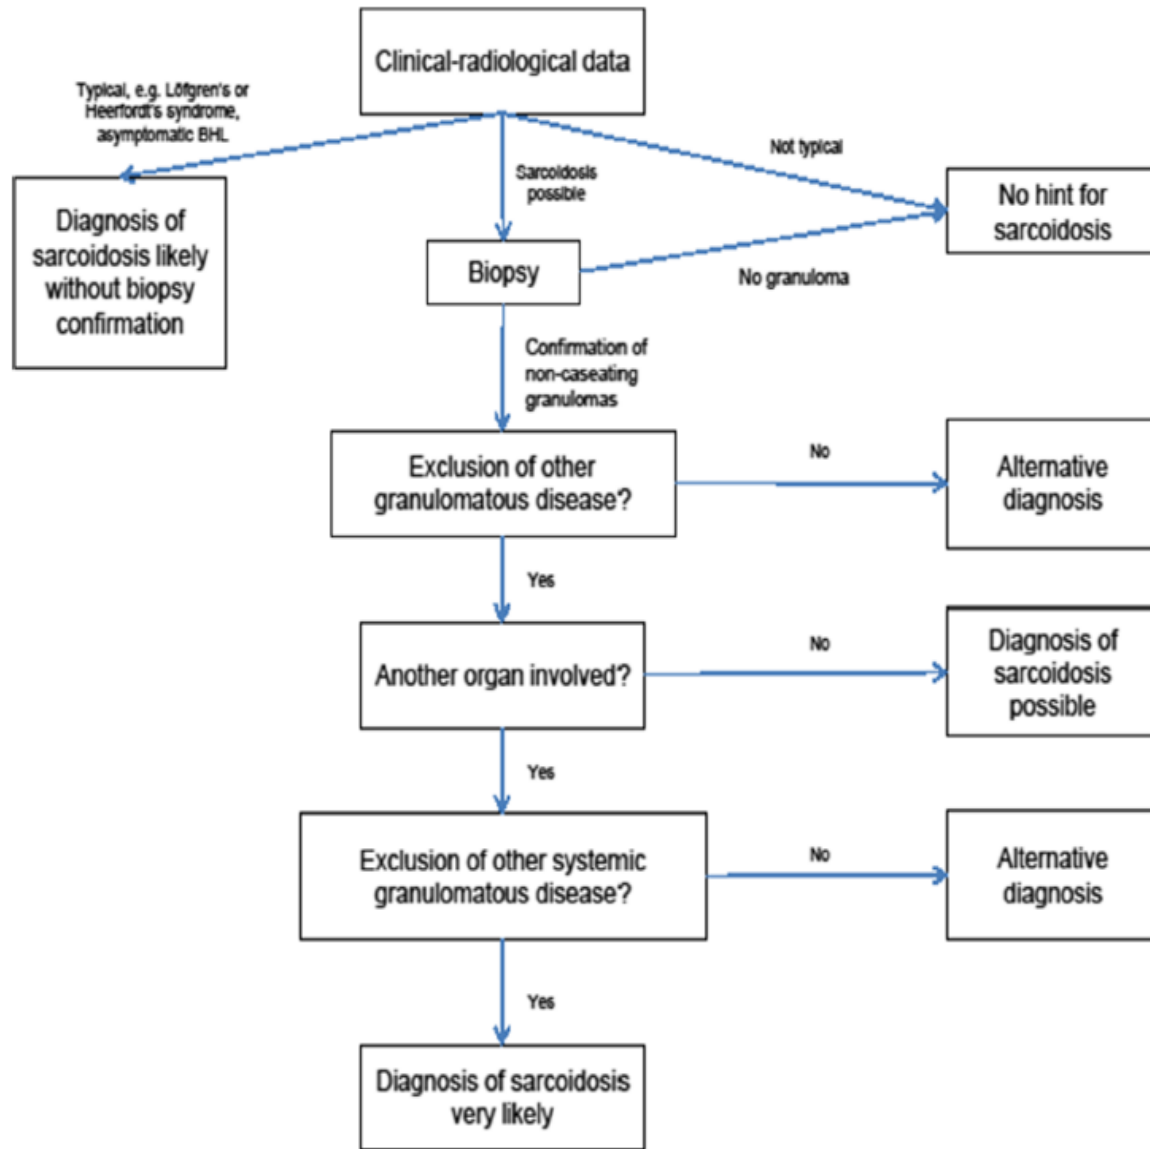 Clinical-radiological data
Typical, e.g. Löfgren's or
Heerfordt's syndrome,
asymptomatic BHL
Sarcoidosis
possible
Not typical
Diagnosis of
sarcoidosis likely
without biopsy
confirmation
No hint for
sarcoidosis
Biopsy
No granuloma
Confirmation of
non-caseating
granulomas
Exclusion of other
granulomatous disease?
No
Alternative
diagnosis
Yes
Another organ involved?
No
Diagnosis of
sarcoidosis
possible
Yes
Exclusion of other systemic
granulomatous disease?
No
Alternative
diagnosis
Yes
Diagnosis of sarcoidosis
very likely